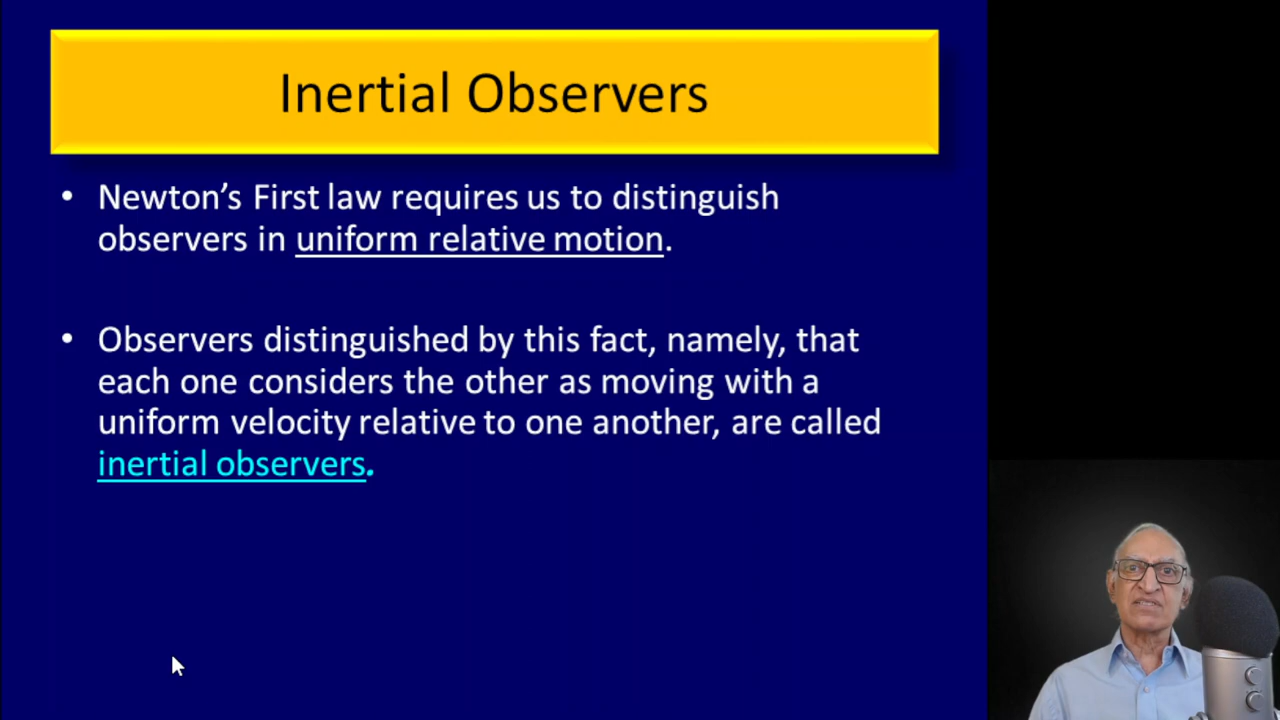 Inertial Observers
• Newton’s First law requires us to distinguish
observers in uniform relative motion.
• Observers distinguished by this fact, namely, that
each one considers the other as moving with a
uniform velocity relative to one another, are called
inertial observers.